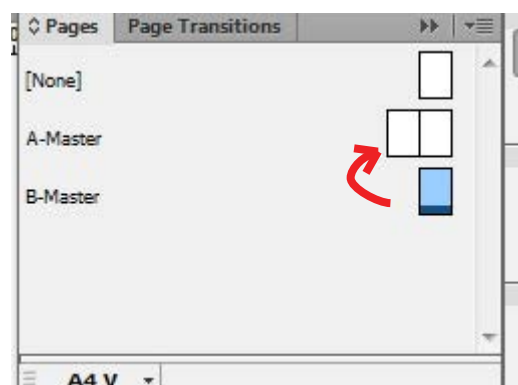 Pages Page Transitions
[None]
A-Master
B-Master
A4 V